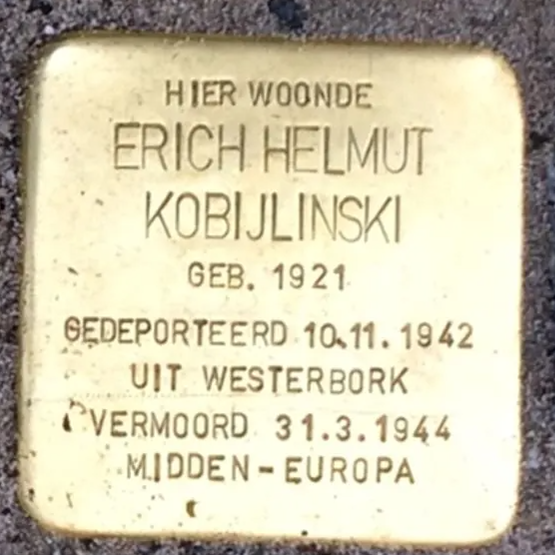 HIER WOONDE
ERICH HELMUT
KOBIJLINSKI
GEB. 1921
GEDEPORTEERD 10.11.1942
UIT WESTERBORK
VERMOORD 31.3.1944
MIDDEN-EUROPA